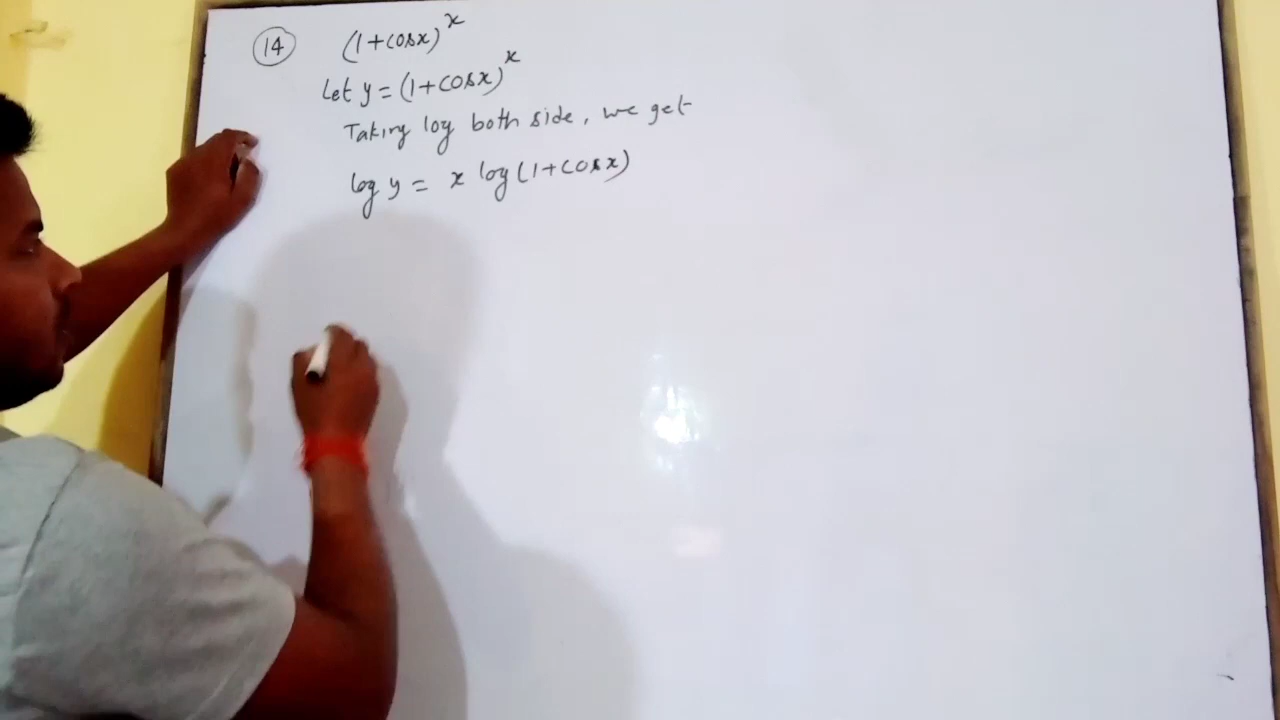 14 (1+cosx)^x
Let y = (1+cosx)^x
Taking log both side, we get
log y = x log(1+cosx)